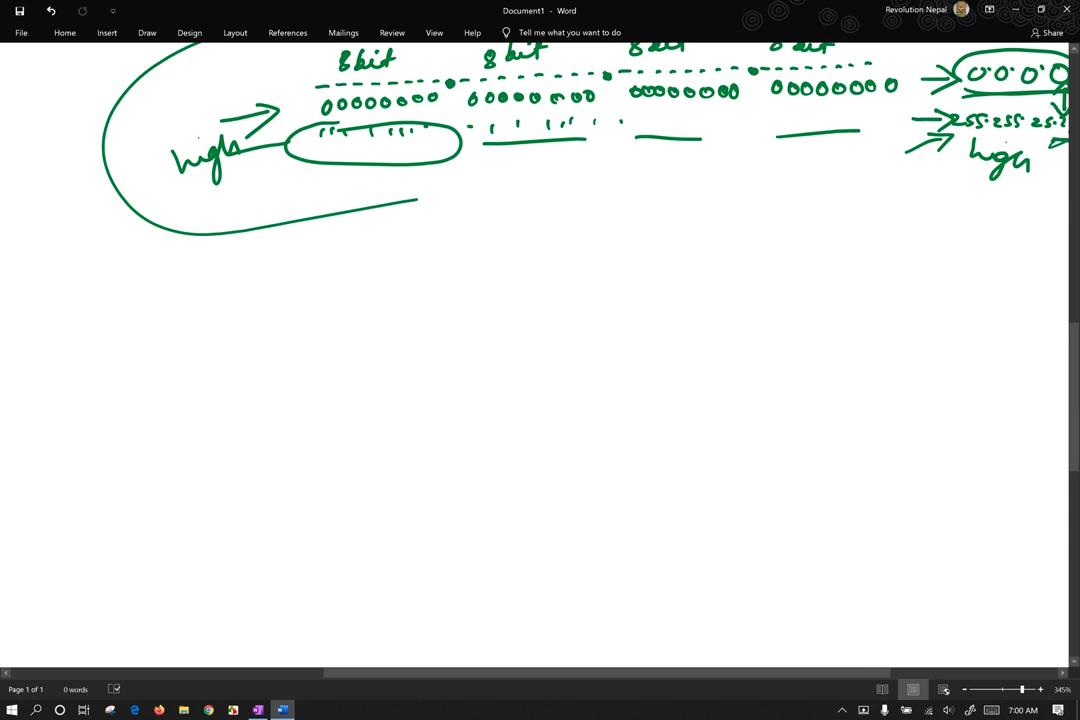 Document1 - Word
Revolution Nepal
File Home Insert Draw Design Layout References Mailings Review View Help Tell me what you want to do Share
8 bit 8 bit 8 bit 8 bit
00000000 00000000 00000000 00000000 0.0.0.0
255.255.25
high high
Page 1 of 1 0 words 345%
7:00 AM